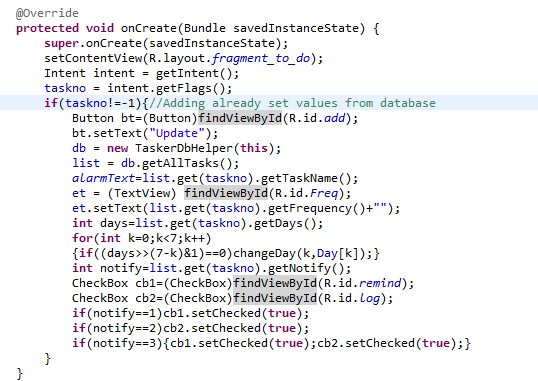 @Override
protected void onCreate(Bundle savedInstanceState) {
super.onCreate(savedInstanceState);
setContentView(R.layout.fragment_to_do);
Intent intent = getIntent();
taskno = intent.getFlags();
if(taskno!=-1){//Adding already set values from database
Button bt=(Button)findViewById(R.id.add);
bt.setText("Update");
db = new TaskerDbHelper(this);
list = db.getAllTasks();
alarmText=list.get(taskno).getTaskName();
et = (TextView) findViewById(R.id.Freq);
et.setText(list.get(taskno).getFrequency()+"");
int days=list.get(taskno).getDays();
for(int k=0;k<7;k++)
{if((days>>(7-k)&1)==0)changeDay(k,Day[k]);}
int notify=list.get(taskno).getNotify();
CheckBox cb1=(CheckBox)findViewById(R.id.remind);
CheckBox cb2=(CheckBox)findViewById(R.id.log);
if(notify==1)cb1.setChecked(true);
if(notify==2)cb2.setChecked(true);
if(notify==3){cb1.setChecked(true);cb2.setChecked(true);}
}
}